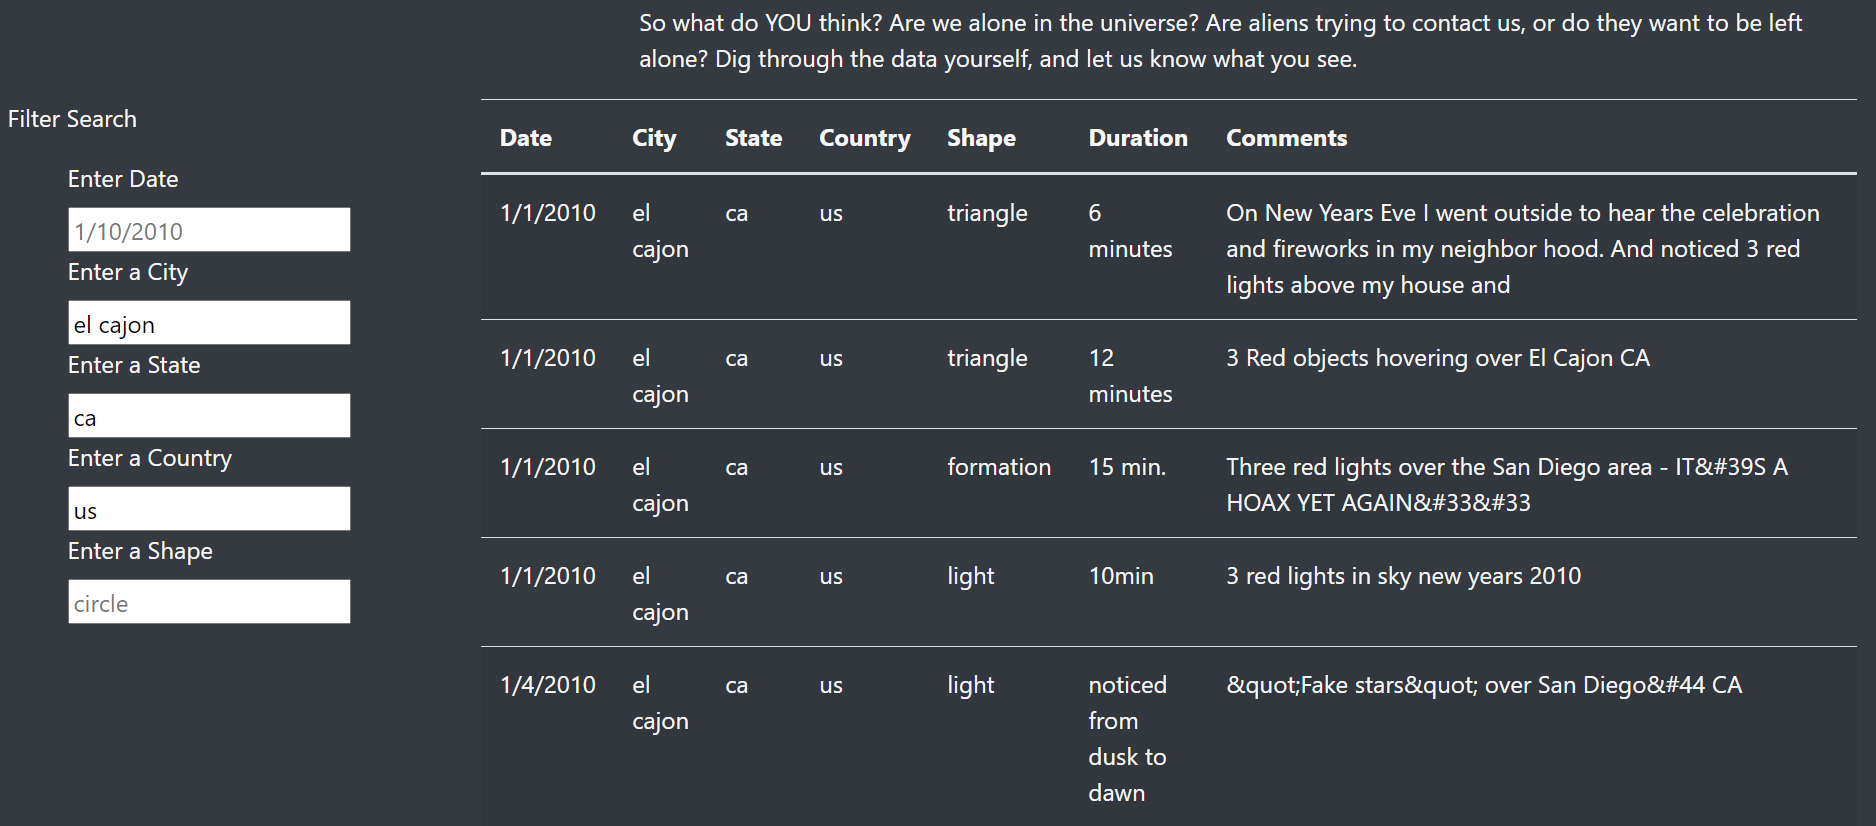 So what do YOU think? Are we alone in the universe? Are aliens trying to contact us, or do they want to be left
alone? Dig through the data yourself, and let us know what you see.
Filter Search
Enter Date
1/10/2010
Enter a City
el cajon
Enter a State
ca
Enter a Country
us
Enter a Shape
circle
Date City State Country Shape Duration Comments
1/1/2010 el ca us triangle 6 On New Years Eve I went outside to hear the celebration
cajon minutes and fireworks in my neighbor hood. And noticed 3 red
lights above my house and
1/1/2010 el ca us triangle 12 3 Red objects hovering over El Cajon CA
cajon minutes
1/1/2010 el ca us formation 15 min. Three red lights over the San Diego area - IT&#39S A
cajon HOAX YET AGAIN&#33&#33
1/1/2010 el ca us light 10min 3 red lights in sky new years 2010
cajon
1/4/2010 el ca us light noticed &quot;Fake stars&quot; over San Diego&#44 CA
cajon from
dusk to
dawn